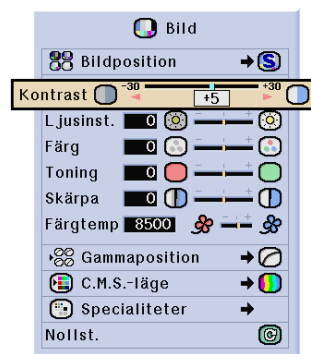 Bild
Bildposition S
Kontrast -30 +5 +30
Ljusinst. 0 - +
Färg 0 - +
Toning 0 - +
Skärpa 0 - +
Färgtemp 8500 - +
Gammaposition
C.M.S.-läge
Specialiteter
Nollst.